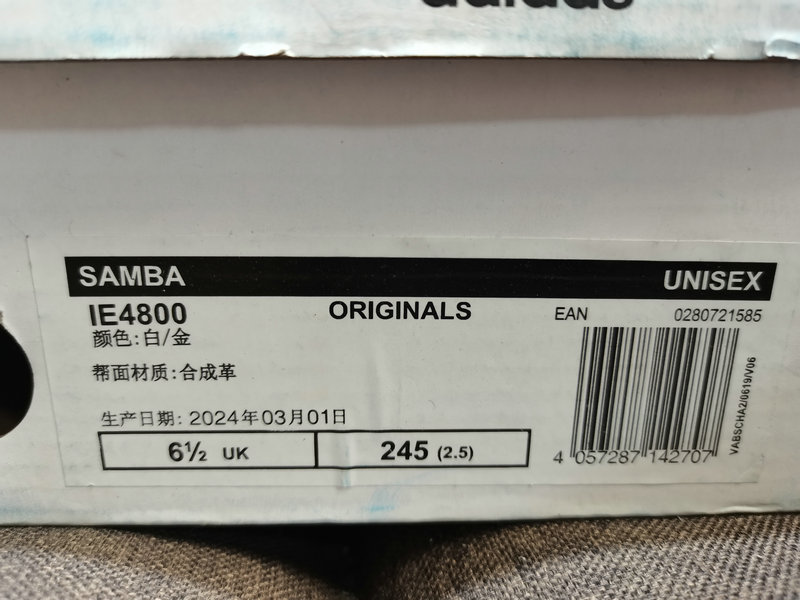 adidas
SAMBA UNISEX
IE4800 ORIGINALS EAN 0280721585
颜色:白/金
帮面材质:合成革
生产日期: 2024年03月01日
6½ UK 245 (2.5)
4 057287 142707
VABSCHA2/0619/V06